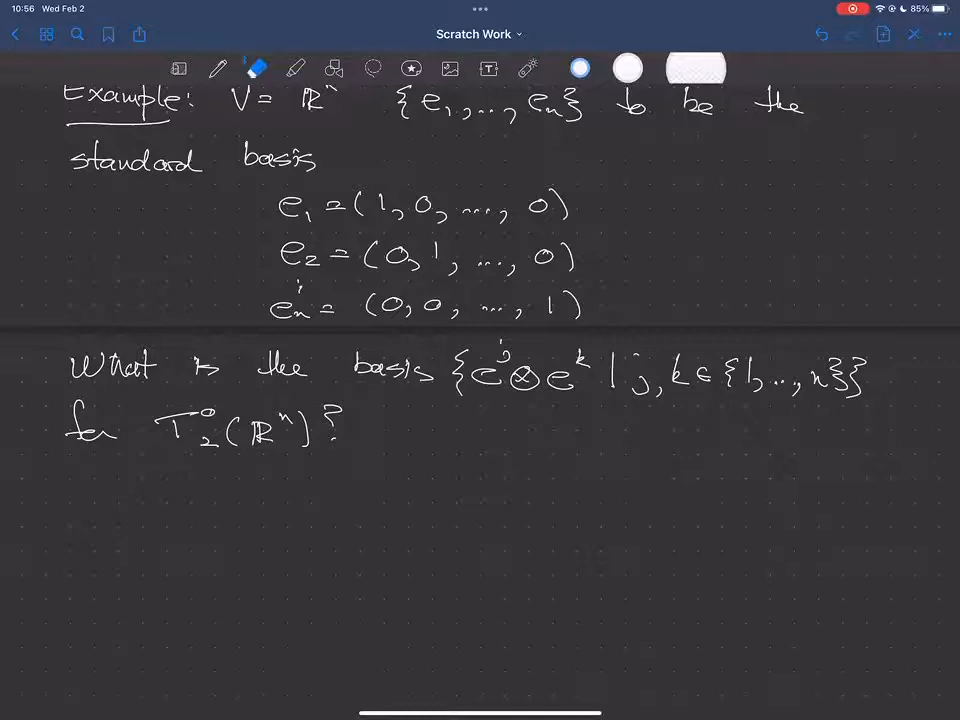 10:56 Wed Feb 2
85%
Scratch Work
Example: V = ℝⁿ {e₁, ..., eₙ} to be the
standard basis
e₁ = (1, 0, ..., 0)
e₂ = (0, 1, ..., 0)
eₙ = (0, 0, ..., 1)
What is the basis {eʲ ⊗ eᵏ | j, k ∈ {1, ..., n}}
for T⁰₂(ℝⁿ)?